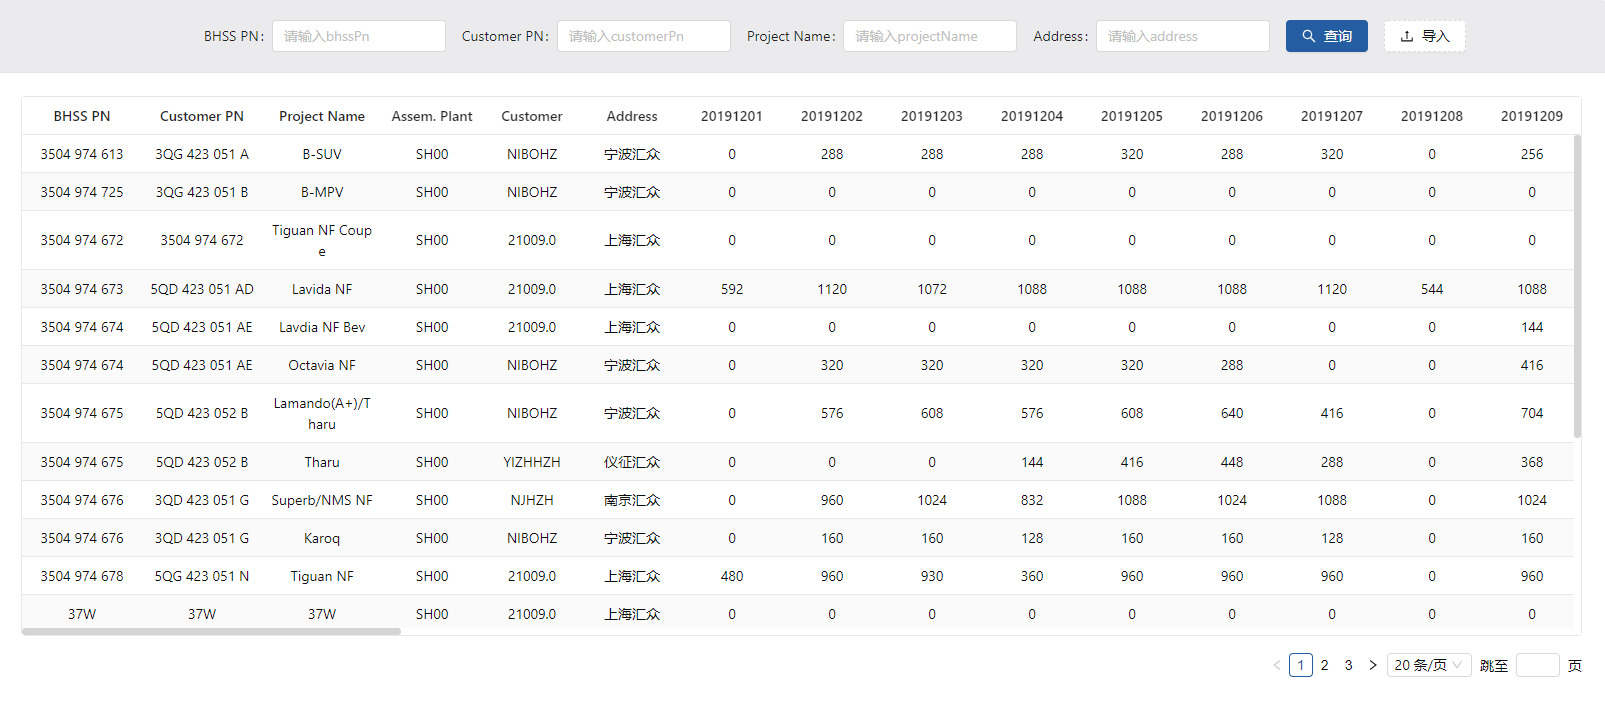 BHSS PN: 请输入bhssPn Customer PN: 请输入customerPn Project Name: 请输入projectName Address: 请输入address 查询 导入
BHSS PN Customer PN Project Name Assem. Plant Customer Address 20191201 20191202 20191203 20191204 20191205 20191206 20191207 20191208 20191209
3504 974 613 3QG 423 051 A B-SUV SH00 NIBOHZ 宁波汇众 0 288 288 288 320 288 320 0 256
3504 974 725 3QG 423 051 B B-MPV SH00 NIBOHZ 宁波汇众 0 0 0 0 0 0 0 0 0
3504 974 672 3504 974 672 Tiguan NF Coup
e SH00 21009.0 上海汇众 0 0 0 0 0 0 0 0 0
3504 974 673 5QD 423 051 AD Lavida NF SH00 21009.0 上海汇众 592 1120 1072 1088 1088 1088 1120 544 1088
3504 974 674 5QD 423 051 AE Lavdia NF Bev SH00 21009.0 上海汇众 0 0 0 0 0 0 0 0 144
3504 974 674 5QD 423 051 AE Octavia NF SH00 NIBOHZ 宁波汇众 0 320 320 320 320 288 0 0 416
3504 974 675 5QD 423 052 B Lamando(A+)/T
haru SH00 NIBOHZ 宁波汇众 0 576 608 576 608 640 416 0 704
3504 974 675 5QD 423 052 B Tharu SH00 YIZHHZH 仪征汇众 0 0 0 144 416 448 288 0 368
3504 974 676 3QD 423 051 G Superb/NMS NF SH00 NJHZH 南京汇众 0 960 1024 832 1088 1024 1088 0 1024
3504 974 676 3QD 423 051 G Karoq SH00 NIBOHZ 宁波汇众 0 160 160 128 160 160 128 0 160
3504 974 678 5QG 423 051 N Tiguan NF SH00 21009.0 上海汇众 480 960 930 360 960 960 960 0 960
37W 37W 37W SH00 21009.0 上海汇众 0 0 0 0 0 0 0 0 0
1 2 3 20 条/页 跳至 页